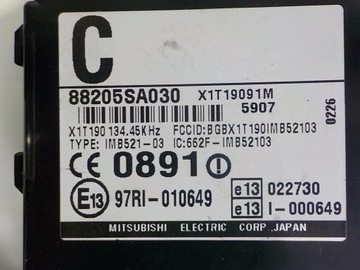 C
88205SA030 X1T19091M
5907
0226
X1T190 134.45KHz FCCID:BGBX1T190IMB52103
TYPE: IMB521-03 IC:662F-IMB52103
CE 0891 !
E13 97RI-010649
e13 022730
e13 I-000649
MITSUBISHI ELECTRIC CORP. JAPAN